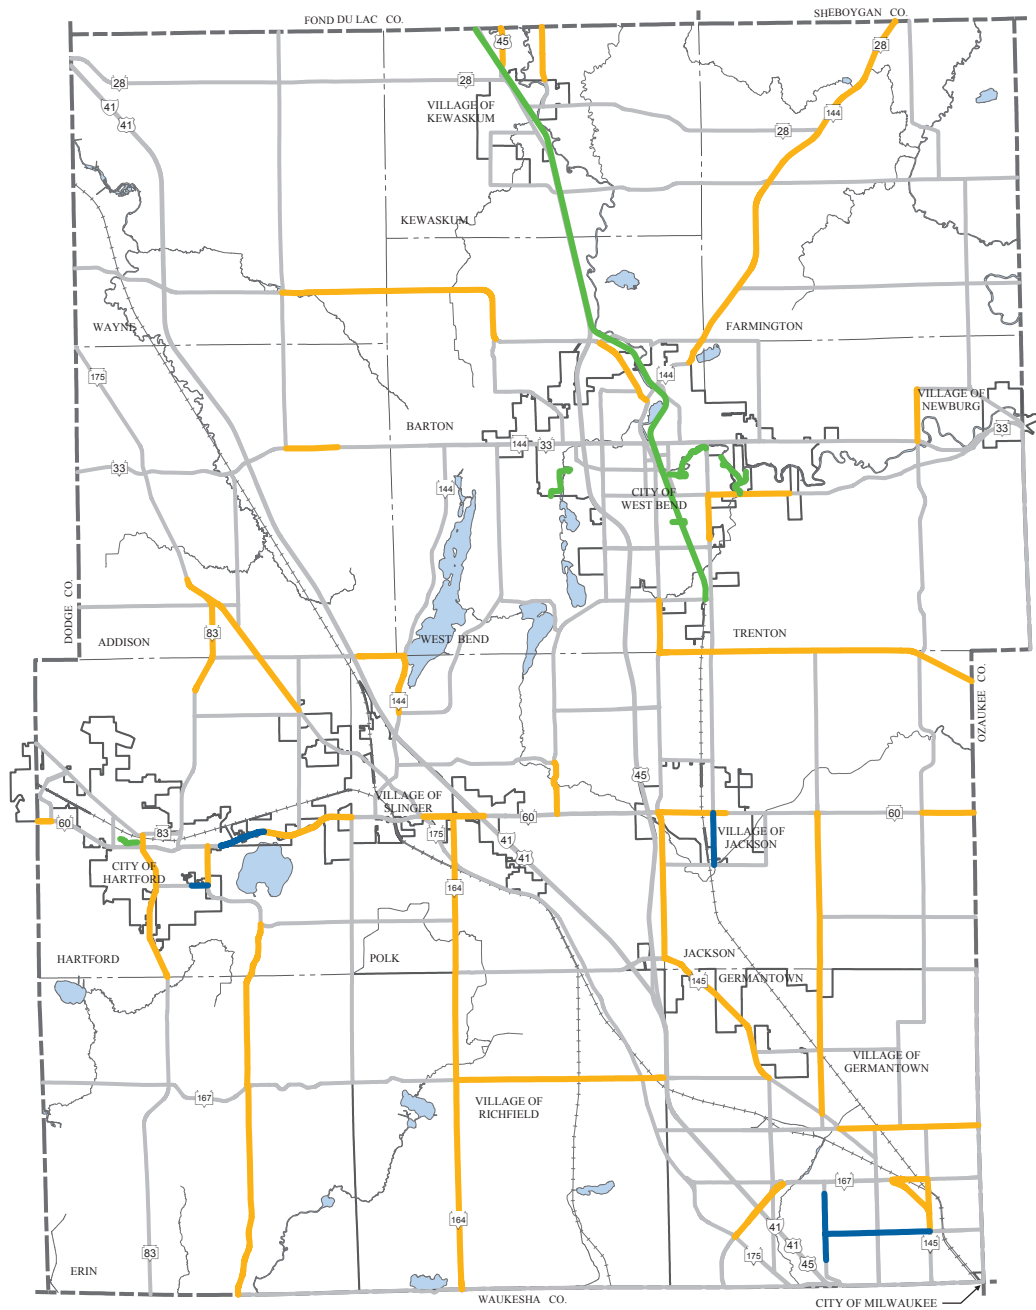 FOND DU LAC CO.
SHEBOYGAN CO.
45
28
28
28
41
41
VILLAGE OF
KEWASKUM
144
28
KEWASKUM
WAYNE
FARMINGTON
175
144
VILLAGE OF
NEWBURG
BARTON
33
144
33
33
144
CITY OF
WEST BEND
DODGE CO.
83
ADDISON
WEST BEND
TRENTON
OZAUKEE CO.
144
45
VILLAGE OF
SLINGER
60
83
175
60
60
VILLAGE OF
JACKSON
41
41
CITY OF
HARTFORD
164
HARTFORD
POLK
JACKSON
GERMANTOWN
145
VILLAGE OF
GERMANTOWN
167
VILLAGE OF
RICHFIELD
167
164
41
41
45
175
145
83
ERIN
WAUKESHA CO.
CITY OF MILWAUKEE